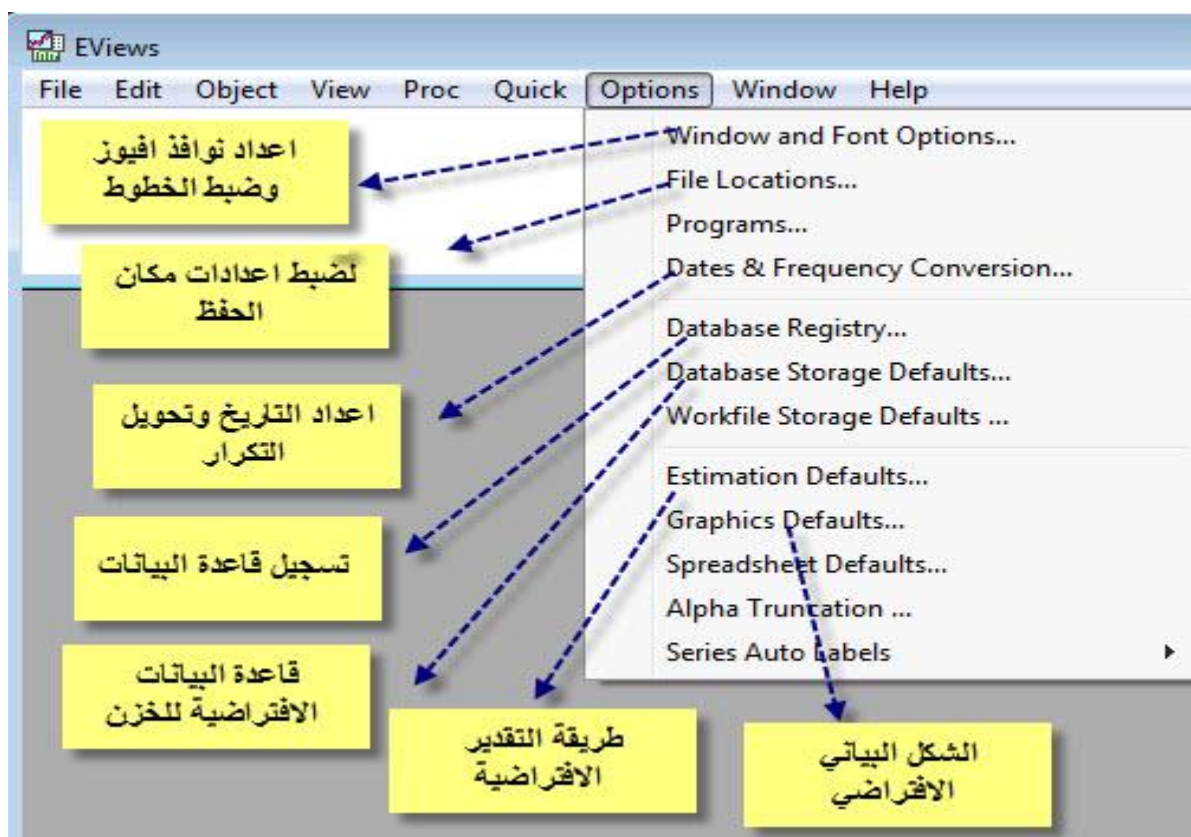 EViews
File Edit Object View Proc Quick Options Window Help
Window and Font Options...
File Locations...
Programs...
Dates & Frequency Conversion...
Database Registry...
Database Storage Defaults...
Workfile Storage Defaults ...
Estimation Defaults...
Graphics Defaults...
Spreadsheet Defaults...
Alpha Truncation ...
Series Auto Labels
اعداد نوافذ افيوز
وضبط الخطوط
لضبط اعدادات مكان
الحفظ
اعداد التاريخ وتحويل
التكرار
تسجيل قاعدة البيانات
قاعدة البيانات
الافتراضية للخزن
طريقة التقدير
الافتراضية
الشكل البياني
الافتراضي